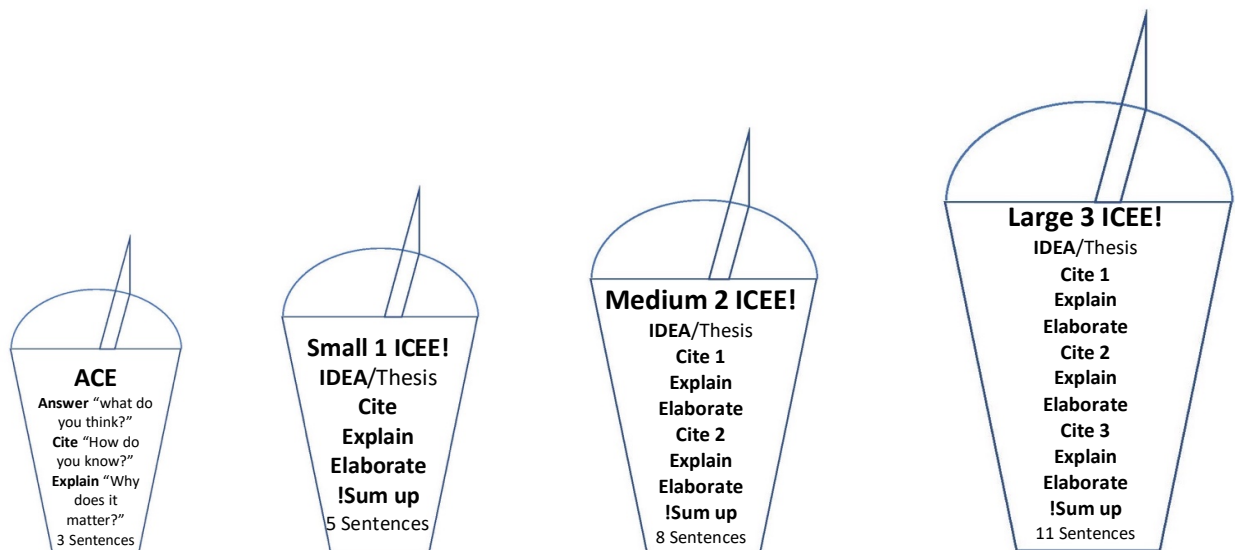 ACE
Answer “what do
you think?”
Cite “How do
you know?”
Explain “Why
does it
matter?”
3 Sentences
Small 1 ICEE!
IDEA/Thesis
Cite
Explain
Elaborate
!Sum up
5 Sentences
Medium 2 ICEE!
IDEA/Thesis
Cite 1
Explain
Elaborate
Cite 2
Explain
Elaborate
!Sum up
8 Sentences
Large 3 ICEE!
IDEA/Thesis
Cite 1
Explain
Elaborate
Cite 2
Explain
Elaborate
Cite 3
Explain
Elaborate
!Sum up
11 Sentences